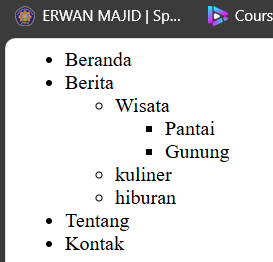 ERWAN MAJID | Sp...
Cours
Beranda
Berita
Wisata
Pantai
Gunung
kuliner
hiburan
Tentang
Kontak